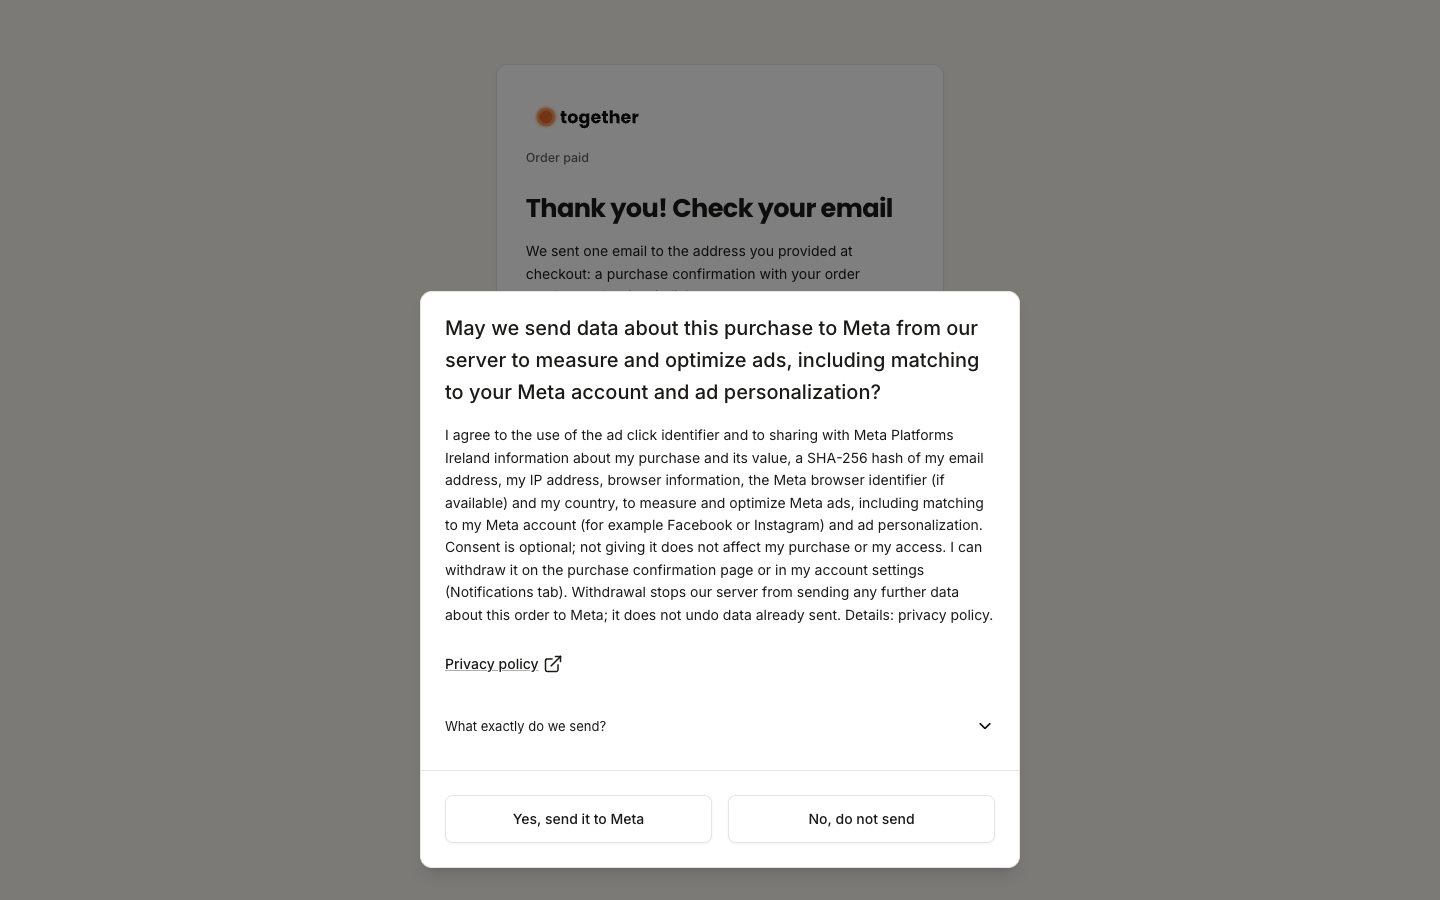 together
Order paid
Thank you! Check your email
We sent one email to the address you provided at
checkout: a purchase confirmation with your order
May we send data about this purchase to Meta from our
server to measure and optimize ads, including matching
to your Meta account and ad personalization?
I agree to the use of the ad click identifier and to sharing with Meta Platforms
Ireland information about my purchase and its value, a SHA-256 hash of my email
address, my IP address, browser information, the Meta browser identifier (if
available) and my country, to measure and optimize Meta ads, including matching
to my Meta account (for example Facebook or Instagram) and ad personalization.
Consent is optional; not giving it does not affect my purchase or my access. I can
withdraw it on the purchase confirmation page or in my account settings
(Notifications tab). Withdrawal stops our server from sending any further data
about this order to Meta; it does not undo data already sent. Details: privacy policy.
Privacy policy
What exactly do we send?
Yes, send it to Meta
No, do not send